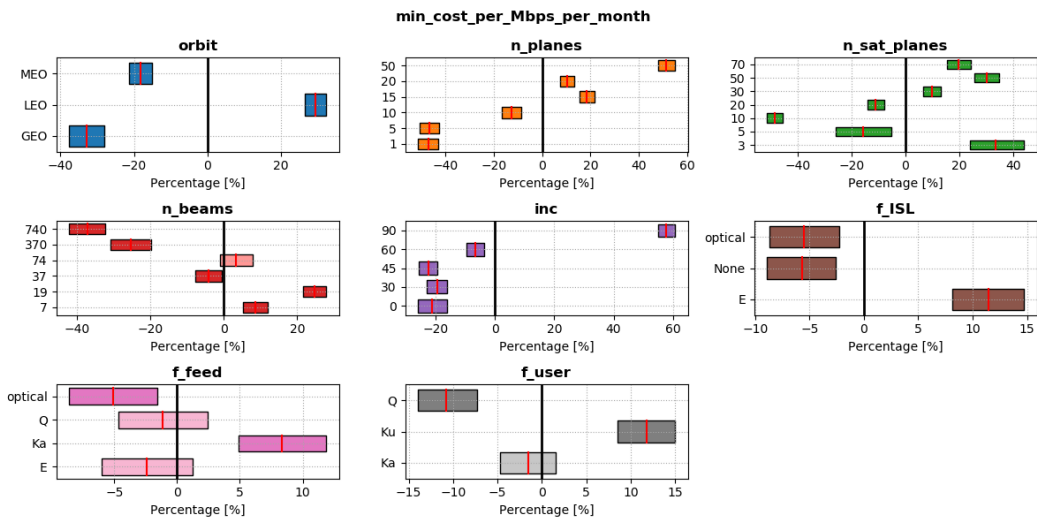 min_cost_per_Mbps_per_month
orbit
MEO
LEO
GEO
−40 −20 0 20
Percentage [%]
n_planes
50
20
15
10
5
1
−40 −20 0 20 40 60
Percentage [%]
n_sat_planes
70
50
30
20
10
5
3
−40 −20 0 20 40
Percentage [%]
n_beams
740
370
74
37
19
7
−40 −20 0 20
Percentage [%]
inc
90
60
45
30
0
−20 0 20 40 60
Percentage [%]
f_ISL
optical
None
E
−10 −5 0 5 10 15
Percentage [%]
f_feed
optical
Q
Ka
E
−5 0 5 10
Percentage [%]
f_user
Q
Ku
Ka
−15 −10 −5 0 5 10 15
Percentage [%]